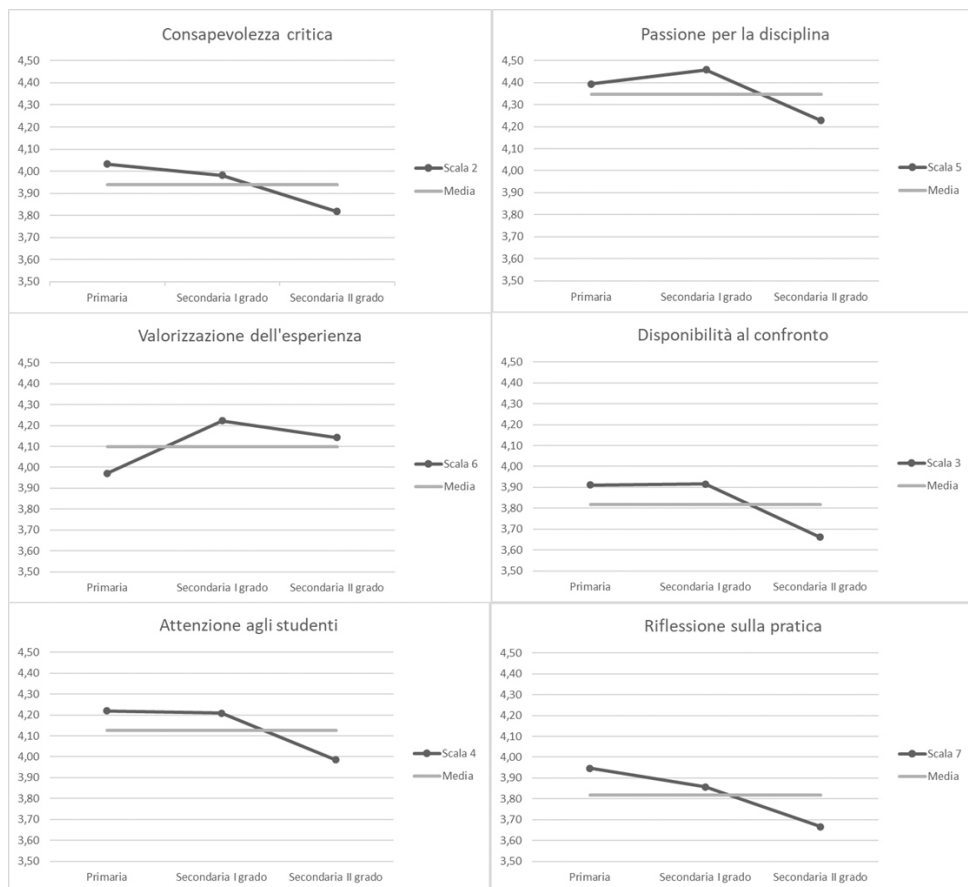 Consapevolezza critica
4,50
4,40
4,30
4,20
4,10
4,00
3,90
3,80
3,70
3,60
3,50
Primaria
Secondaria I grado
Secondaria II grado
Scala 2
Media
Passione per la disciplina
4,50
4,40
4,30
4,20
4,10
4,00
3,90
3,80
3,70
3,60
3,50
Primaria
Secondaria I grado
Secondaria II grado
Scala 5
Media
Valorizzazione dell'esperienza
4,50
4,40
4,30
4,20
4,10
4,00
3,90
3,80
3,70
3,60
3,50
Primaria
Secondaria I grado
Secondaria II grado
Scala 6
Media
Disponibilità al confronto
4,50
4,40
4,30
4,20
4,10
4,00
3,90
3,80
3,70
3,60
3,50
Primaria
Secondaria I grado
Secondaria II grado
Scala 3
Media
Attenzione agli studenti
4,50
4,40
4,30
4,20
4,10
4,00
3,90
3,80
3,70
3,60
3,50
Primaria
Secondaria I grado
Secondaria II grado
Scala 4
Media
Riflessione sulla pratica
4,50
4,40
4,30
4,20
4,10
4,00
3,90
3,80
3,70
3,60
3,50
Primaria
Secondaria I grado
Secondaria II grado
Scala 7
Media